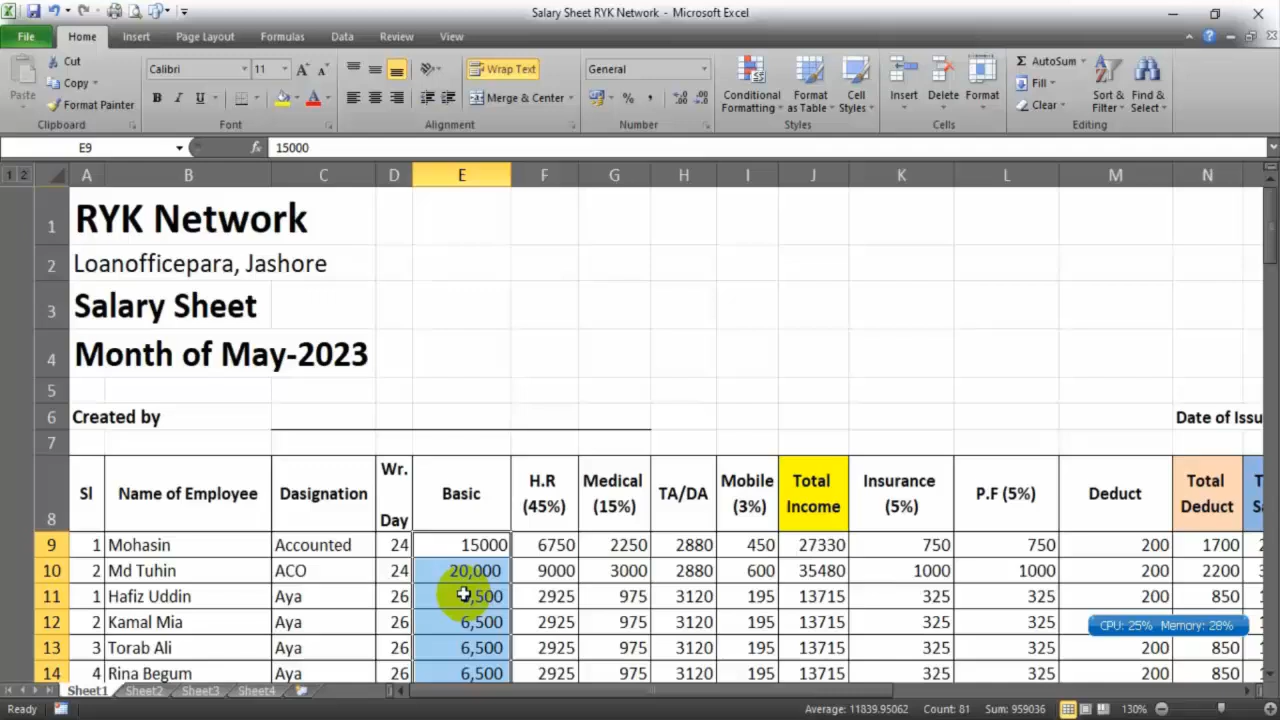 Salary Sheet RYK Network - Microsoft Excel
File Home Insert Page Layout Formulas Data Review View
Cut
Copy
Format Painter
Paste
Calibri 11
B I U
Wrap Text
Merge & Center
General
Conditional Formatting
Format as Table
Cell Styles
Insert Delete Format
AutoSum
Fill
Clear
Sort & Filter
Find & Select
Clipboard Font Alignment Number Styles Cells Editing
E9 fx 15000
1 2 A B C D E F G H I J K L M N
1 RYK Network
2 Loanofficepara, Jashore
3 Salary Sheet
4 Month of May-2023
5
6 Created by Date of Issu
7
8 Sl Name of Employee Dasignation Wr. Day Basic H.R (45%) Medical (15%) TA/DA Mobile (3%) Total Income Insurance (5%) P.F (5%) Deduct Total Deduct
9 1 Mohasin Accounted 24 15000 6750 2250 2880 450 27330 750 750 200 1700
10 2 Md Tuhin ACO 24 20,000 9000 3000 2880 600 35480 1000 1000 200 2200
11 1 Hafiz Uddin Aya 26 ,500 2925 975 3120 195 13715 325 325 200 850
12 2 Kamal Mia Aya 26 6,500 2925 975 3120 195 13715 325 325
CPU: 25% Memory: 28%
13 3 Torab Ali Aya 26 6,500 2925 975 3120 195 13715 325 325 200 850
14 4 Rina Begum Aya 26 6,500 2925 975 3120 195 13715 325 325 200 850
Sheet1 Sheet2 Sheet3 Sheet4
Ready Average: 11839.95062 Count: 81 Sum: 959036 130%